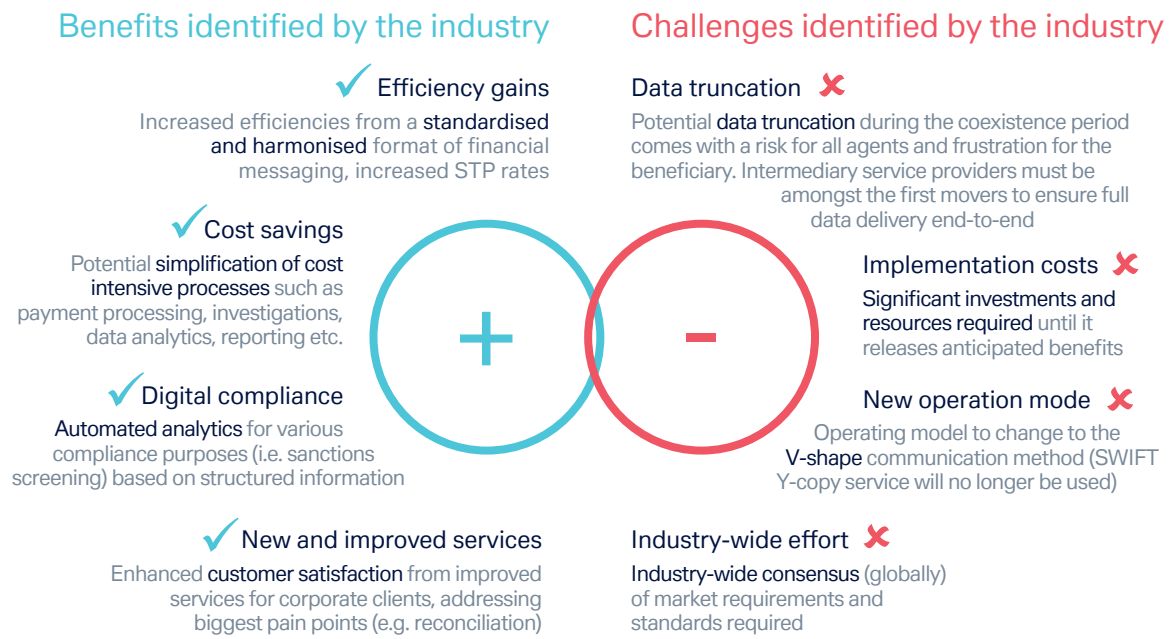 Benefits identified by the industry
Efficiency gains
Increased efficiencies from a standardised
and harmonised format of financial
messaging, increased STP rates
Cost savings
Potential simplification of cost
intensive processes such as
payment processing, investigations,
data analytics, reporting etc.
Digital compliance
Automated analytics for various
compliance purposes (i.e. sanctions
screening) based on structured information
New and improved services
Enhanced customer satisfaction from improved
services for corporate clients, addressing
biggest pain points (e.g. reconciliation)
+
-
Challenges identified by the industry
Data truncation
Potential data truncation during the coexistence period
comes with a risk for all agents and frustration for the
beneficiary. Intermediary service providers must be
amongst the first movers to ensure full
data delivery end-to-end
Implementation costs
Significant investments and
resources required until it
releases anticipated benefits
New operation mode
Operating model to change to the
V-shape communication method (SWIFT
Y-copy service will no longer be used)
Industry-wide effort
Industry-wide consensus (globally)
of market requirements and
standards required